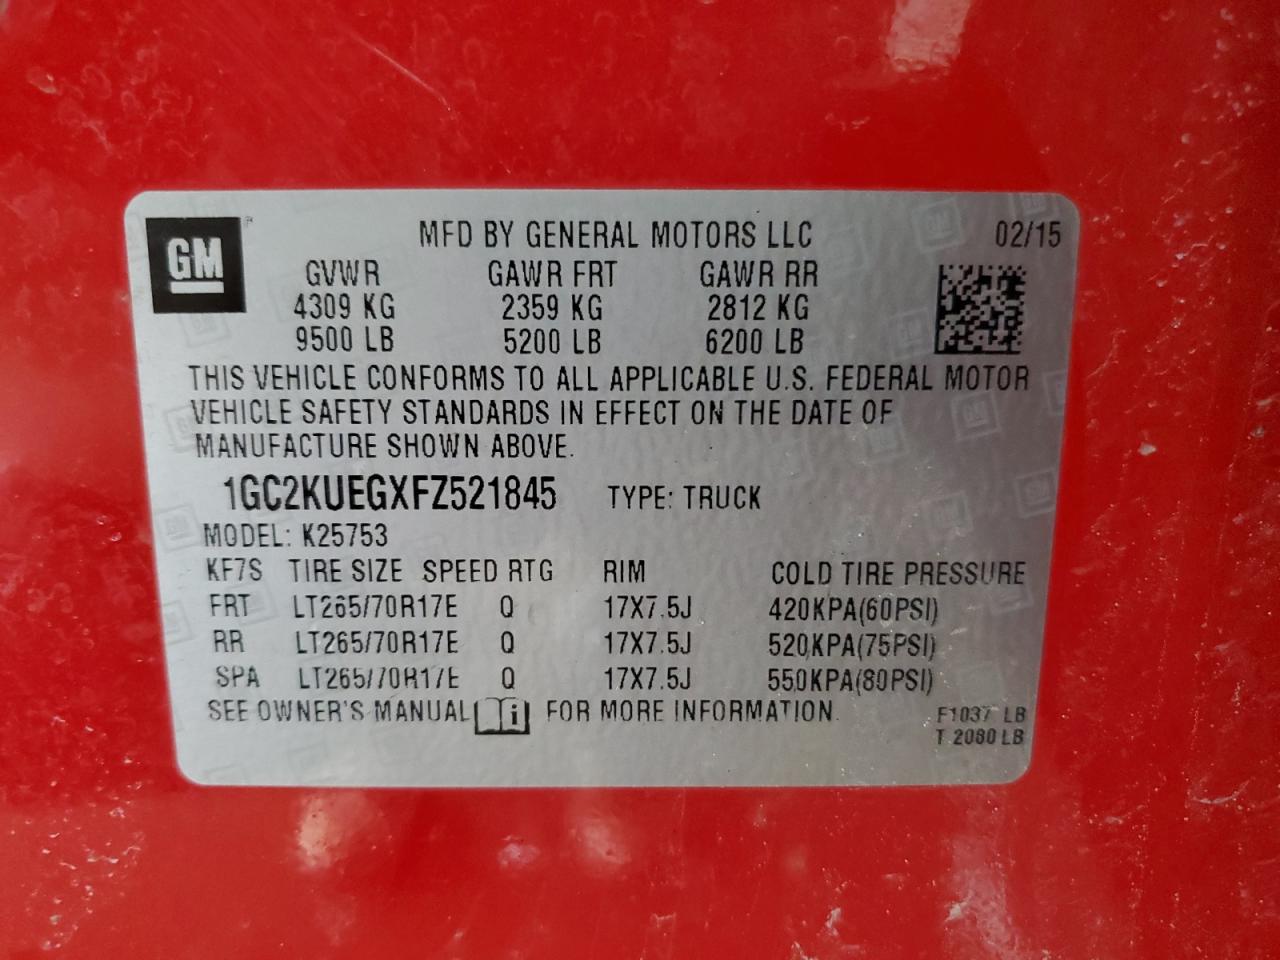 GM
MFD BY GENERAL MOTORS LLC 02/15
GVWR GAWR FRT GAWR RR
4309 KG 2359 KG 2812 KG
9500 LB 5200 LB 6200 LB
THIS VEHICLE CONFORMS TO ALL APPLICABLE U.S. FEDERAL MOTOR
VEHICLE SAFETY STANDARDS IN EFFECT ON THE DATE OF
MANUFACTURE SHOWN ABOVE.
1GC2KUEGXFZ521845 TYPE: TRUCK
MODEL: K25753
KF7S TIRE SIZE SPEED RTG RIM COLD TIRE PRESSURE
FRT LT265/70R17E Q 17X7.5J 420KPA(60PSI)
RR LT265/70R17E Q 17X7.5J 520KPA(75PSI)
SPA LT265/70R17E Q 17X7.5J 550KPA(80PSI)
SEE OWNER'S MANUAL i FOR MORE INFORMATION.
F1037 LB
T 2080 LB